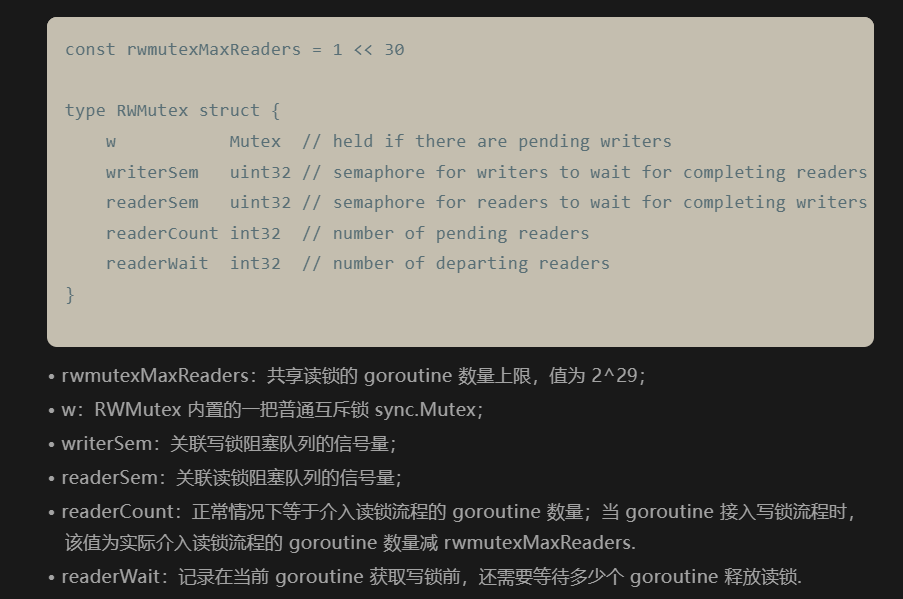 const rwmutexMaxReaders = 1 << 30
type RWMutex struct {
w Mutex // held if there are pending writers
writerSem uint32 // semaphore for writers to wait for completing readers
readerSem uint32 // semaphore for readers to wait for completing writers
readerCount int32 // number of pending readers
readerWait int32 // number of departing readers
}
• rwmutexMaxReaders：共享读锁的 goroutine 数量上限，值为 2^29；
• w：RWMutex 内置的一把普通互斥锁 sync.Mutex；
• writerSem：关联写锁阻塞队列的信号量；
• readerSem：关联读锁阻塞队列的信号量；
• readerCount：正常情况下等于介入读锁流程的 goroutine 数量；当 goroutine 接入写锁流程时，
该值为实际介入读锁流程的 goroutine 数量减 rwmutexMaxReaders.
• readerWait：记录在当前 goroutine 获取写锁前，还需要等待多少个 goroutine 释放读锁.